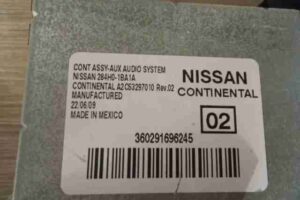 CONT ASSY-AUX AUDIO SYSTEM
NISSAN 284H0-1BA1A
CONTINENTAL A2C53297010 Rev.02
MANUFACTURED
22/06/09
MADE IN MEXICO
NISSAN
CONTINENTAL
02
360291696245